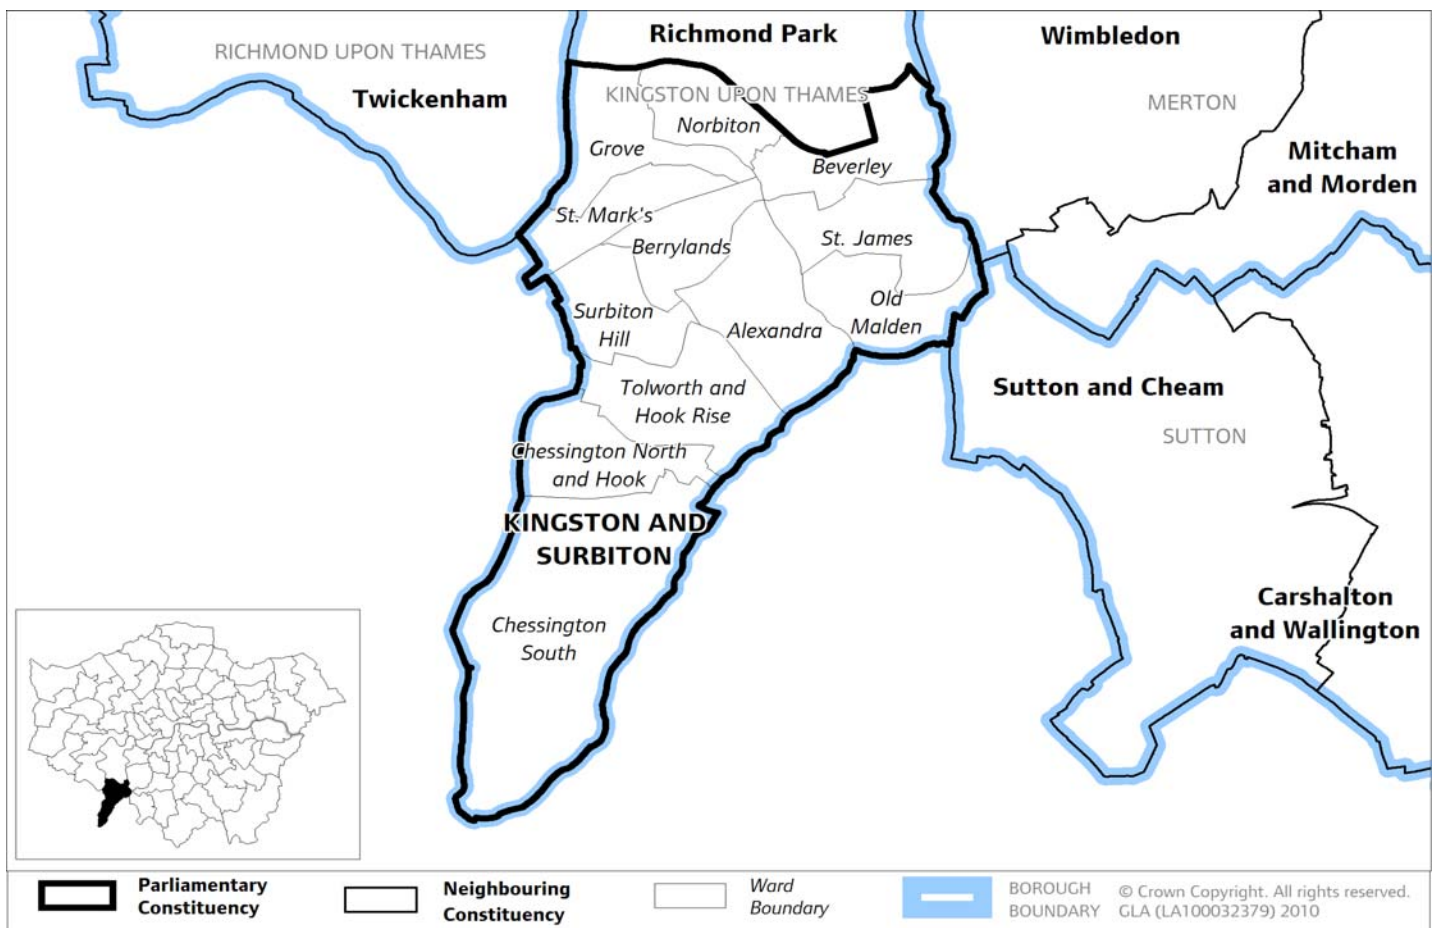 Richmond Park
Wimbledon
RICHMOND UPON THAMES
Twickenham
KINGSTON UPON THAMES
MERTON
Norbiton
Grove
Beverley
Mitcham
and Morden
St. Mark's
Berrylands
St. James
Surbiton
Hill
Old
Malden
Alexandra
Tolworth and
Hook Rise
Sutton and Cheam
SUTTON
Chessington North
and Hook
KINGSTON AND
SURBITON
Chessington
South
Carshalton
and Wallington
Parliamentary
Constituency
Neighbouring
Constituency
Ward
Boundary
BOROUGH
BOUNDARY
© Crown Copyright. All rights reserved.
GLA (LA100032379) 2010